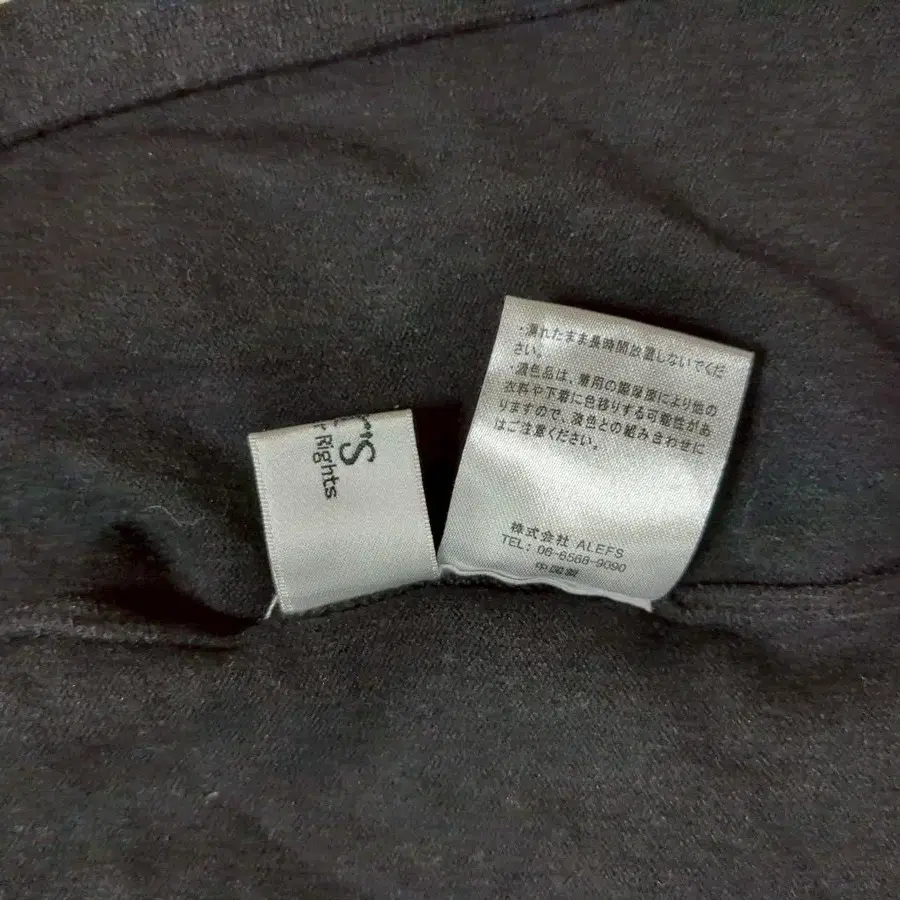 's
r Rights
・濡れたまま長時間放置しないでくだ
さい。
・濃色品は、着用の際摩擦により他の
衣料や下着に色移りする可能性があ
りますので、淡色との組み合わせに
はご注意ください。
株式会社 ALEFS
TEL: 06-6568-9090
中国製